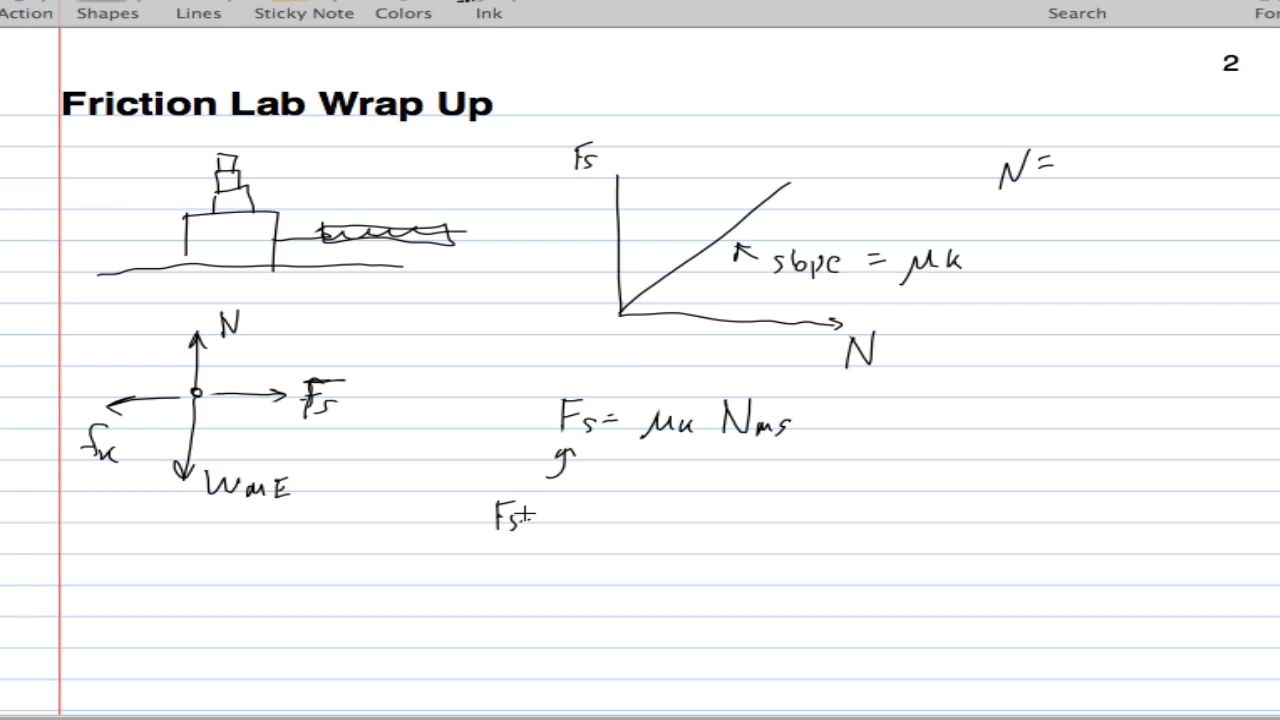 Action Shapes Lines Sticky Note Colors Ink Search For
2
Friction Lab Wrap Up
Fs
N =
slope = μk
N
N
Fs
fk
WmE
Fs = μk Nms
Fs